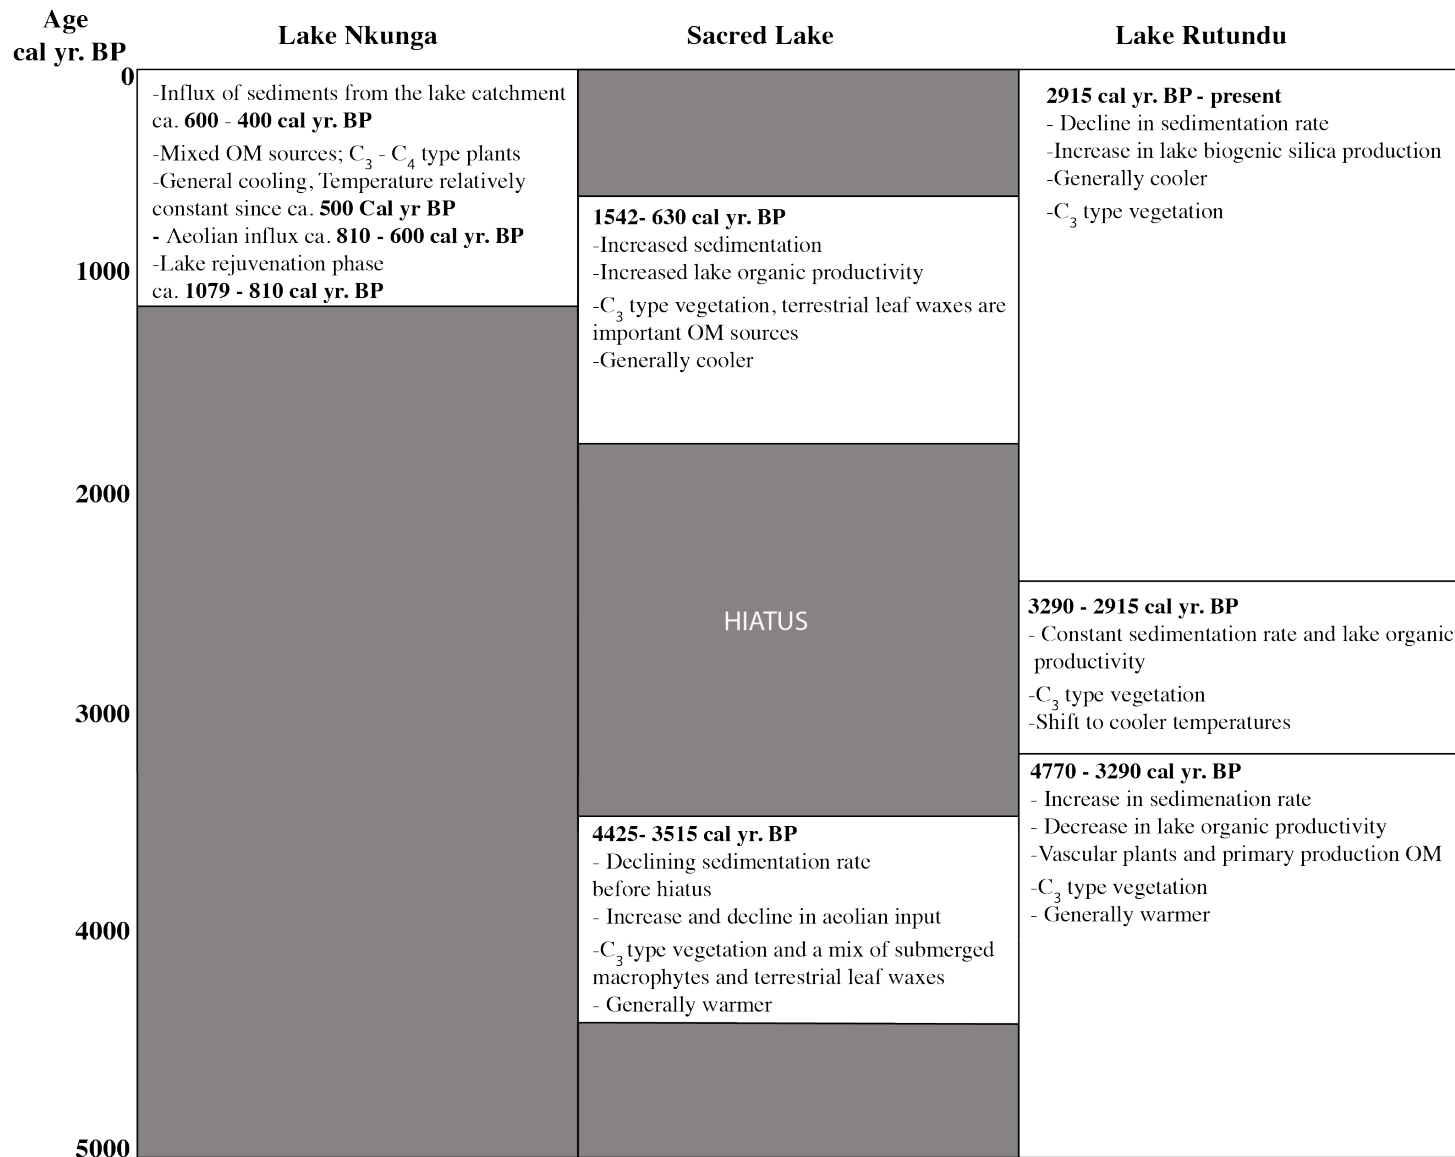 Age
cal yr. BP
Lake Nkunga
Sacred Lake
Lake Rutundu
0
1000
2000
3000
4000
5000
-Influx of sediments from the lake catchment
ca. 600 - 400 cal yr. BP
-Mixed OM sources; C3 - C4 type plants
-General cooling, Temperature relatively
constant since ca. 500 Cal yr BP
- Aeolian influx ca. 810 - 600 cal yr. BP
-Lake rejuvenation phase
ca. 1079 - 810 cal yr. BP
1542- 630 cal yr. BP
-Increased sedimentation
-Increased lake organic productivity
-C3 type vegetation, terrestrial leaf waxes are
important OM sources
-Generally cooler
HIATUS
4425- 3515 cal yr. BP
- Declining sedimentation rate
before hiatus
- Increase and decline in aeolian input
-C3 type vegetation and a mix of submerged
macrophytes and terrestrial leaf waxes
- Generally warmer
2915 cal yr. BP - present
- Decline in sedimentation rate
-Increase in lake biogenic silica production
-Generally cooler
-C3 type vegetation
3290 - 2915 cal yr. BP
- Constant sedimentation rate and lake organic
productivity
-C3 type vegetation
-Shift to cooler temperatures
4770 - 3290 cal yr. BP
- Increase in sedimenation rate
- Decrease in lake organic productivity
-Vascular plants and primary production OM
-C3 type vegetation
- Generally warmer